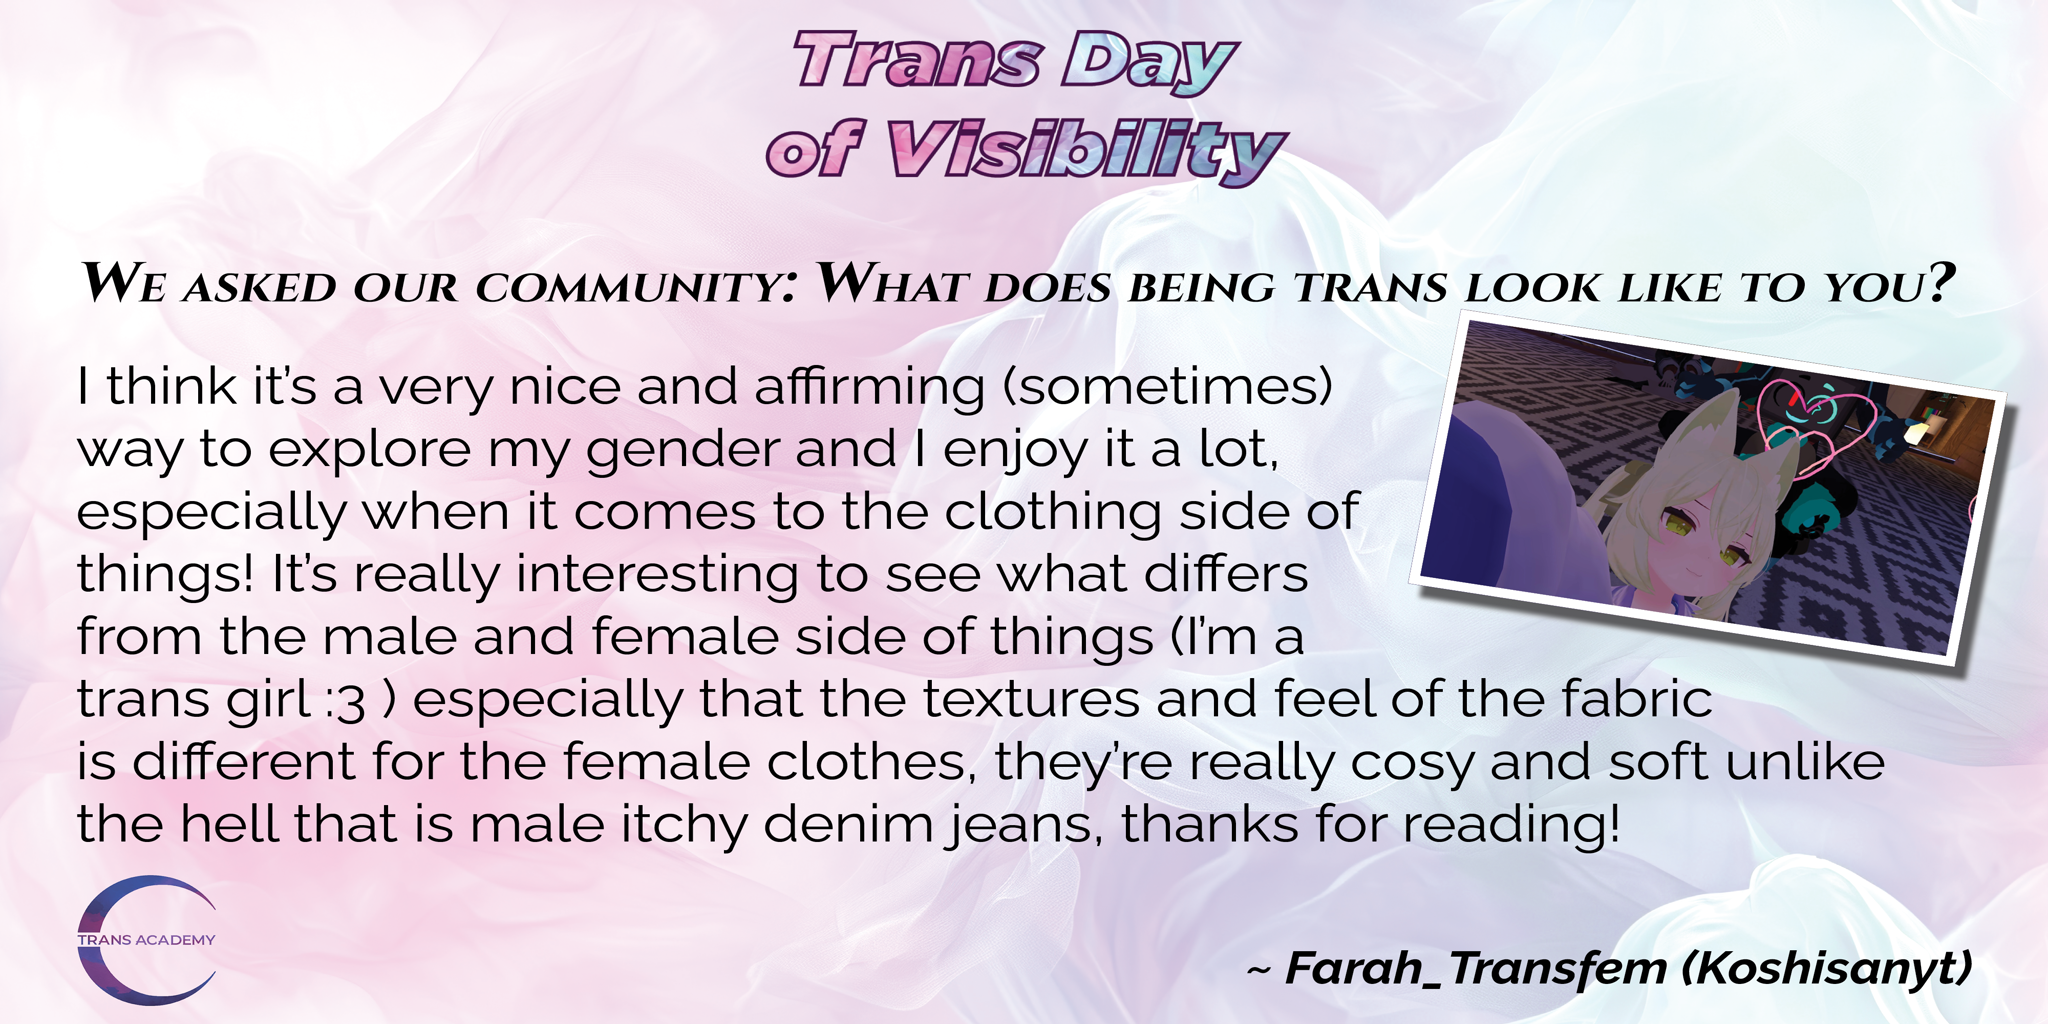 Trans Day
of Visibility
We asked our community: What does being trans look like to you?
I think it’s a very nice and affirming (sometimes)
way to explore my gender and I enjoy it a lot,
especially when it comes to the clothing side of
things! It’s really interesting to see what differs
from the male and female side of things (I’m a
trans girl :3 ) especially that the textures and feel of the fabric
is different for the female clothes, they’re really cosy and soft unlike
the hell that is male itchy denim jeans, thanks for reading!
TRANS ACADEMY
~ Farah_Transfem (Koshisanyt)